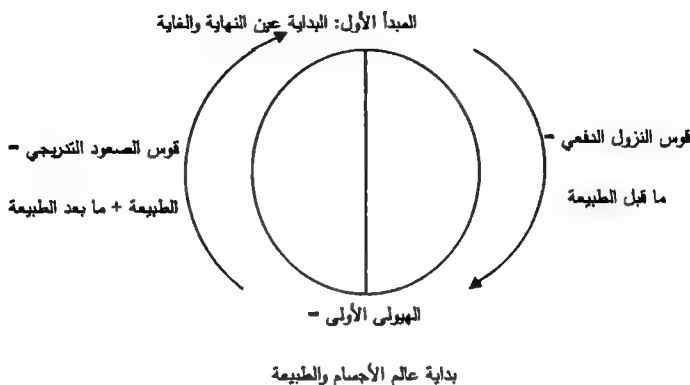 المبدأ الأول: البداية عين النهاية والغاية
قوس النزول الدفعي -
ما قبل الطبيعة
قوس الصعود التدريجي -
الطبيعة + ما بعد الطبيعة
الهيولى الأولى -
بداية عالم الأجسام والطبيعة